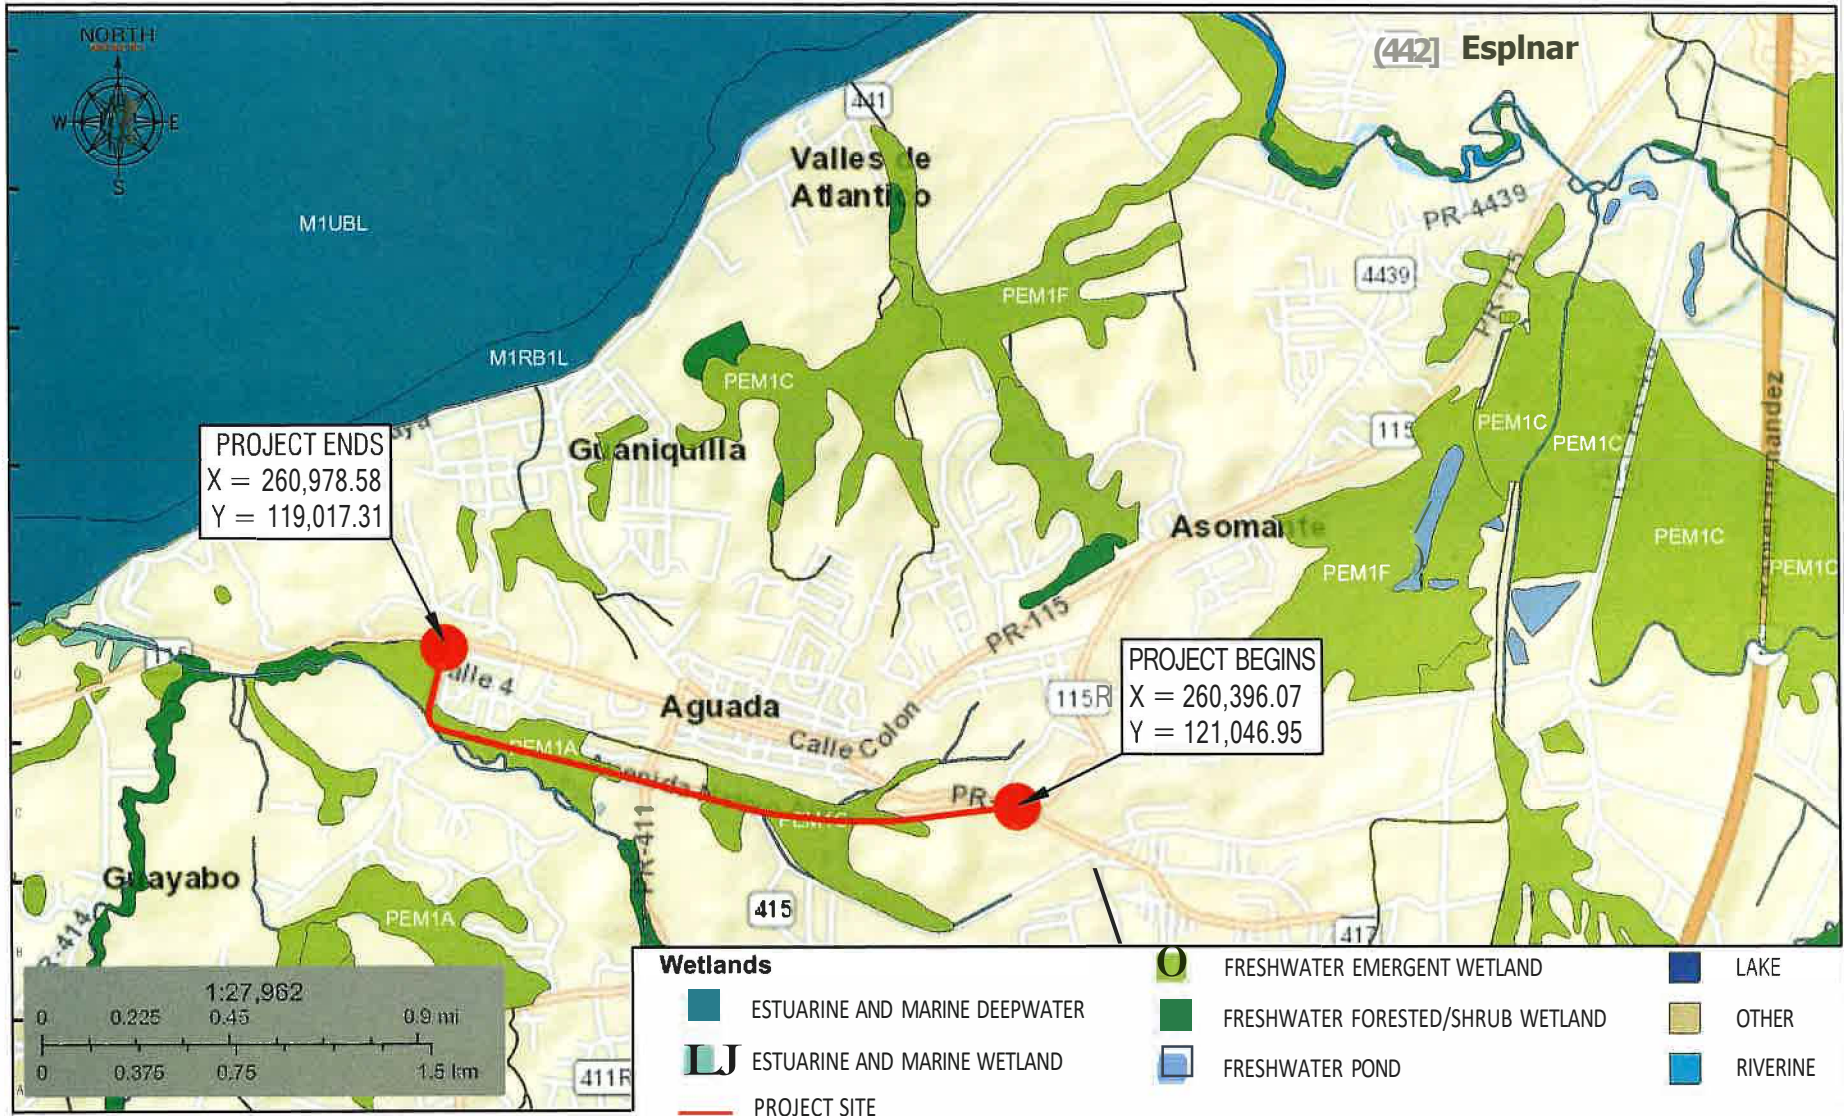 NORTH
W
E
S
M1UBL
M1RB1L
441
Valles de
Atlantico
(442] Esplnar
PR-4439
4439
PR-115
PEM1F
PEM1C
Guaniquilla
115
PEM1C
PEM1C
PEM1C
PEM1C
PEM1F
Asomante
PR-115
PROJECT ENDS
X = 260,978.58
Y = 119,017.31
115
alle 4
Aguada
Calle Colon
115R
PROJECT BEGINS
X = 260,396.07
Y = 121,046.95
PEM1A
PEM1C
PR-
PR-411
Guayabo
PEM1A
R-414
415
417
411R
1:27,962
0 0.225 0.45 0.9 mi
0 0.375 0.75 1.5 km
Wetlands
ESTUARINE AND MARINE DEEPWATER
LJ ESTUARINE AND MARINE WETLAND
PROJECT SITE
O FRESHWATER EMERGENT WETLAND
FRESHWATER FORESTED/SHRUB WETLAND
FRESHWATER POND
LAKE
OTHER
RIVERINE